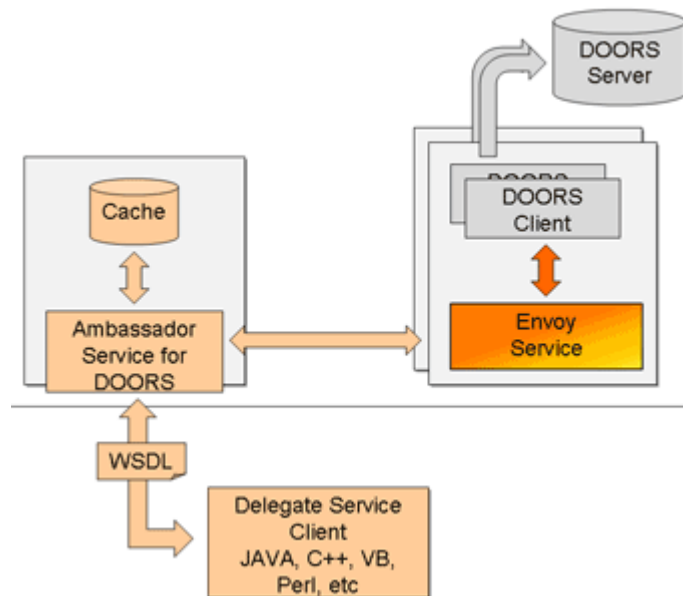 DOORS
Server
DOORS
DOORS
Client
Cache
Ambassador
Service for
DOORS
Envoy
Service
WSDL
Delegate Service
Client
JAVA, C++, VB,
Perl, etc